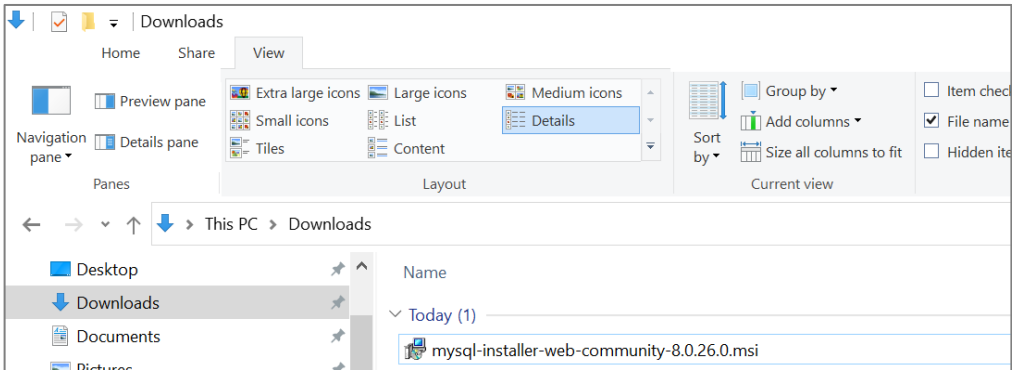 Downloads
Home Share View
Preview pane
Details pane
Navigation
pane
Panes
Extra large icons Large icons Medium icons
Small icons List Details
Tiles Content
Layout
Sort
by
Group by
Add columns
Size all columns to fit
Current view
Item
File name
Hidden
This PC > Downloads
Desktop
Downloads
Documents
Pictures
Name
Today (1)
mysql-installer-web-community-8.0.26.0.msi